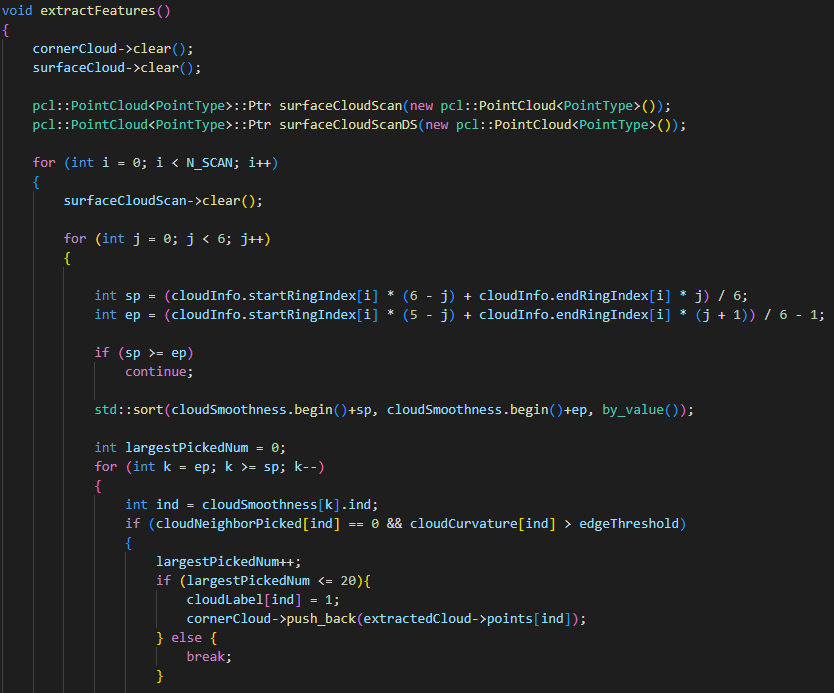 void extractFeatures()
{
    cornerCloud->clear();
    surfaceCloud->clear();

    pcl::PointCloud<PointType>::Ptr surfaceCloudScan(new pcl::PointCloud<PointType>());
    pcl::PointCloud<PointType>::Ptr surfaceCloudScanDS(new pcl::PointCloud<PointType>());

    for (int i = 0; i < N_SCAN; i++)
    {
        surfaceCloudScan->clear();

        for (int j = 0; j < 6; j++)
        {

            int sp = (cloudInfo.startRingIndex[i] * (6 - j) + cloudInfo.endRingIndex[i] * j) / 6;
            int ep = (cloudInfo.startRingIndex[i] * (5 - j) + cloudInfo.endRingIndex[i] * (j + 1)) / 6 - 1;

            if (sp >= ep)
                continue;

            std::sort(cloudSmoothness.begin()+sp, cloudSmoothness.begin()+ep, by_value());

            int largestPickedNum = 0;
            for (int k = ep; k >= sp; k--)
            {
                int ind = cloudSmoothness[k].ind;
                if (cloudNeighborPicked[ind] == 0 && cloudCurvature[ind] > edgeThreshold)
                {
                    largestPickedNum++;
                    if (largestPickedNum <= 20){
                        cloudLabel[ind] = 1;
                        cornerCloud->push_back(extractedCloud->points[ind]);
                    } else {
                        break;
                    }